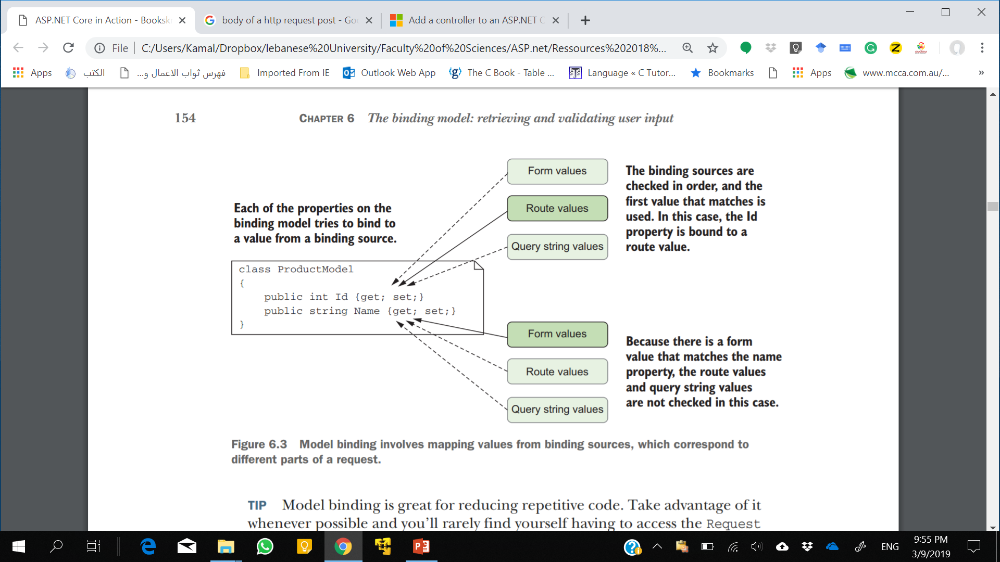 ASP.NET Core in Action - Booksk
body of a http request post - Go
Add a controller to an ASP.NET C
File
C:/Users/Kamal/Dropbox/lebanese%20University/Faculty%20of%20Sciences/ASP.net/Ressources%202018%...
Apps
الكتب
فهرس ثواب الاعمال و...
Imported From IE
Outlook Web App
The C Book - Table ...
Language « C Tutor...
Bookmarks
Apps
www.mcca.com.au/...
»
154 CHAPTER 6 The binding model: retrieving and validating user input
Each of the properties on the
binding model tries to bind to
a value from a binding source.
Form values
Route values
Query string values
The binding sources are
checked in order, and the
first value that matches is
used. In this case, the Id
property is bound to a
route value.
class ProductModel
{
public int Id {get; set;}
public string Name {get; set;}
}
Form values
Route values
Query string values
Because there is a form
value that matches the name
property, the route values
and query string values
are not checked in this case.
Figure 6.3 Model binding involves mapping values from binding sources, which correspond to
different parts of a request.
TIP Model binding is great for reducing repetitive code. Take advantage of it
whenever possible and you'll rarely find yourself having to access the Request
ENG
9:55 PM
3/9/2019